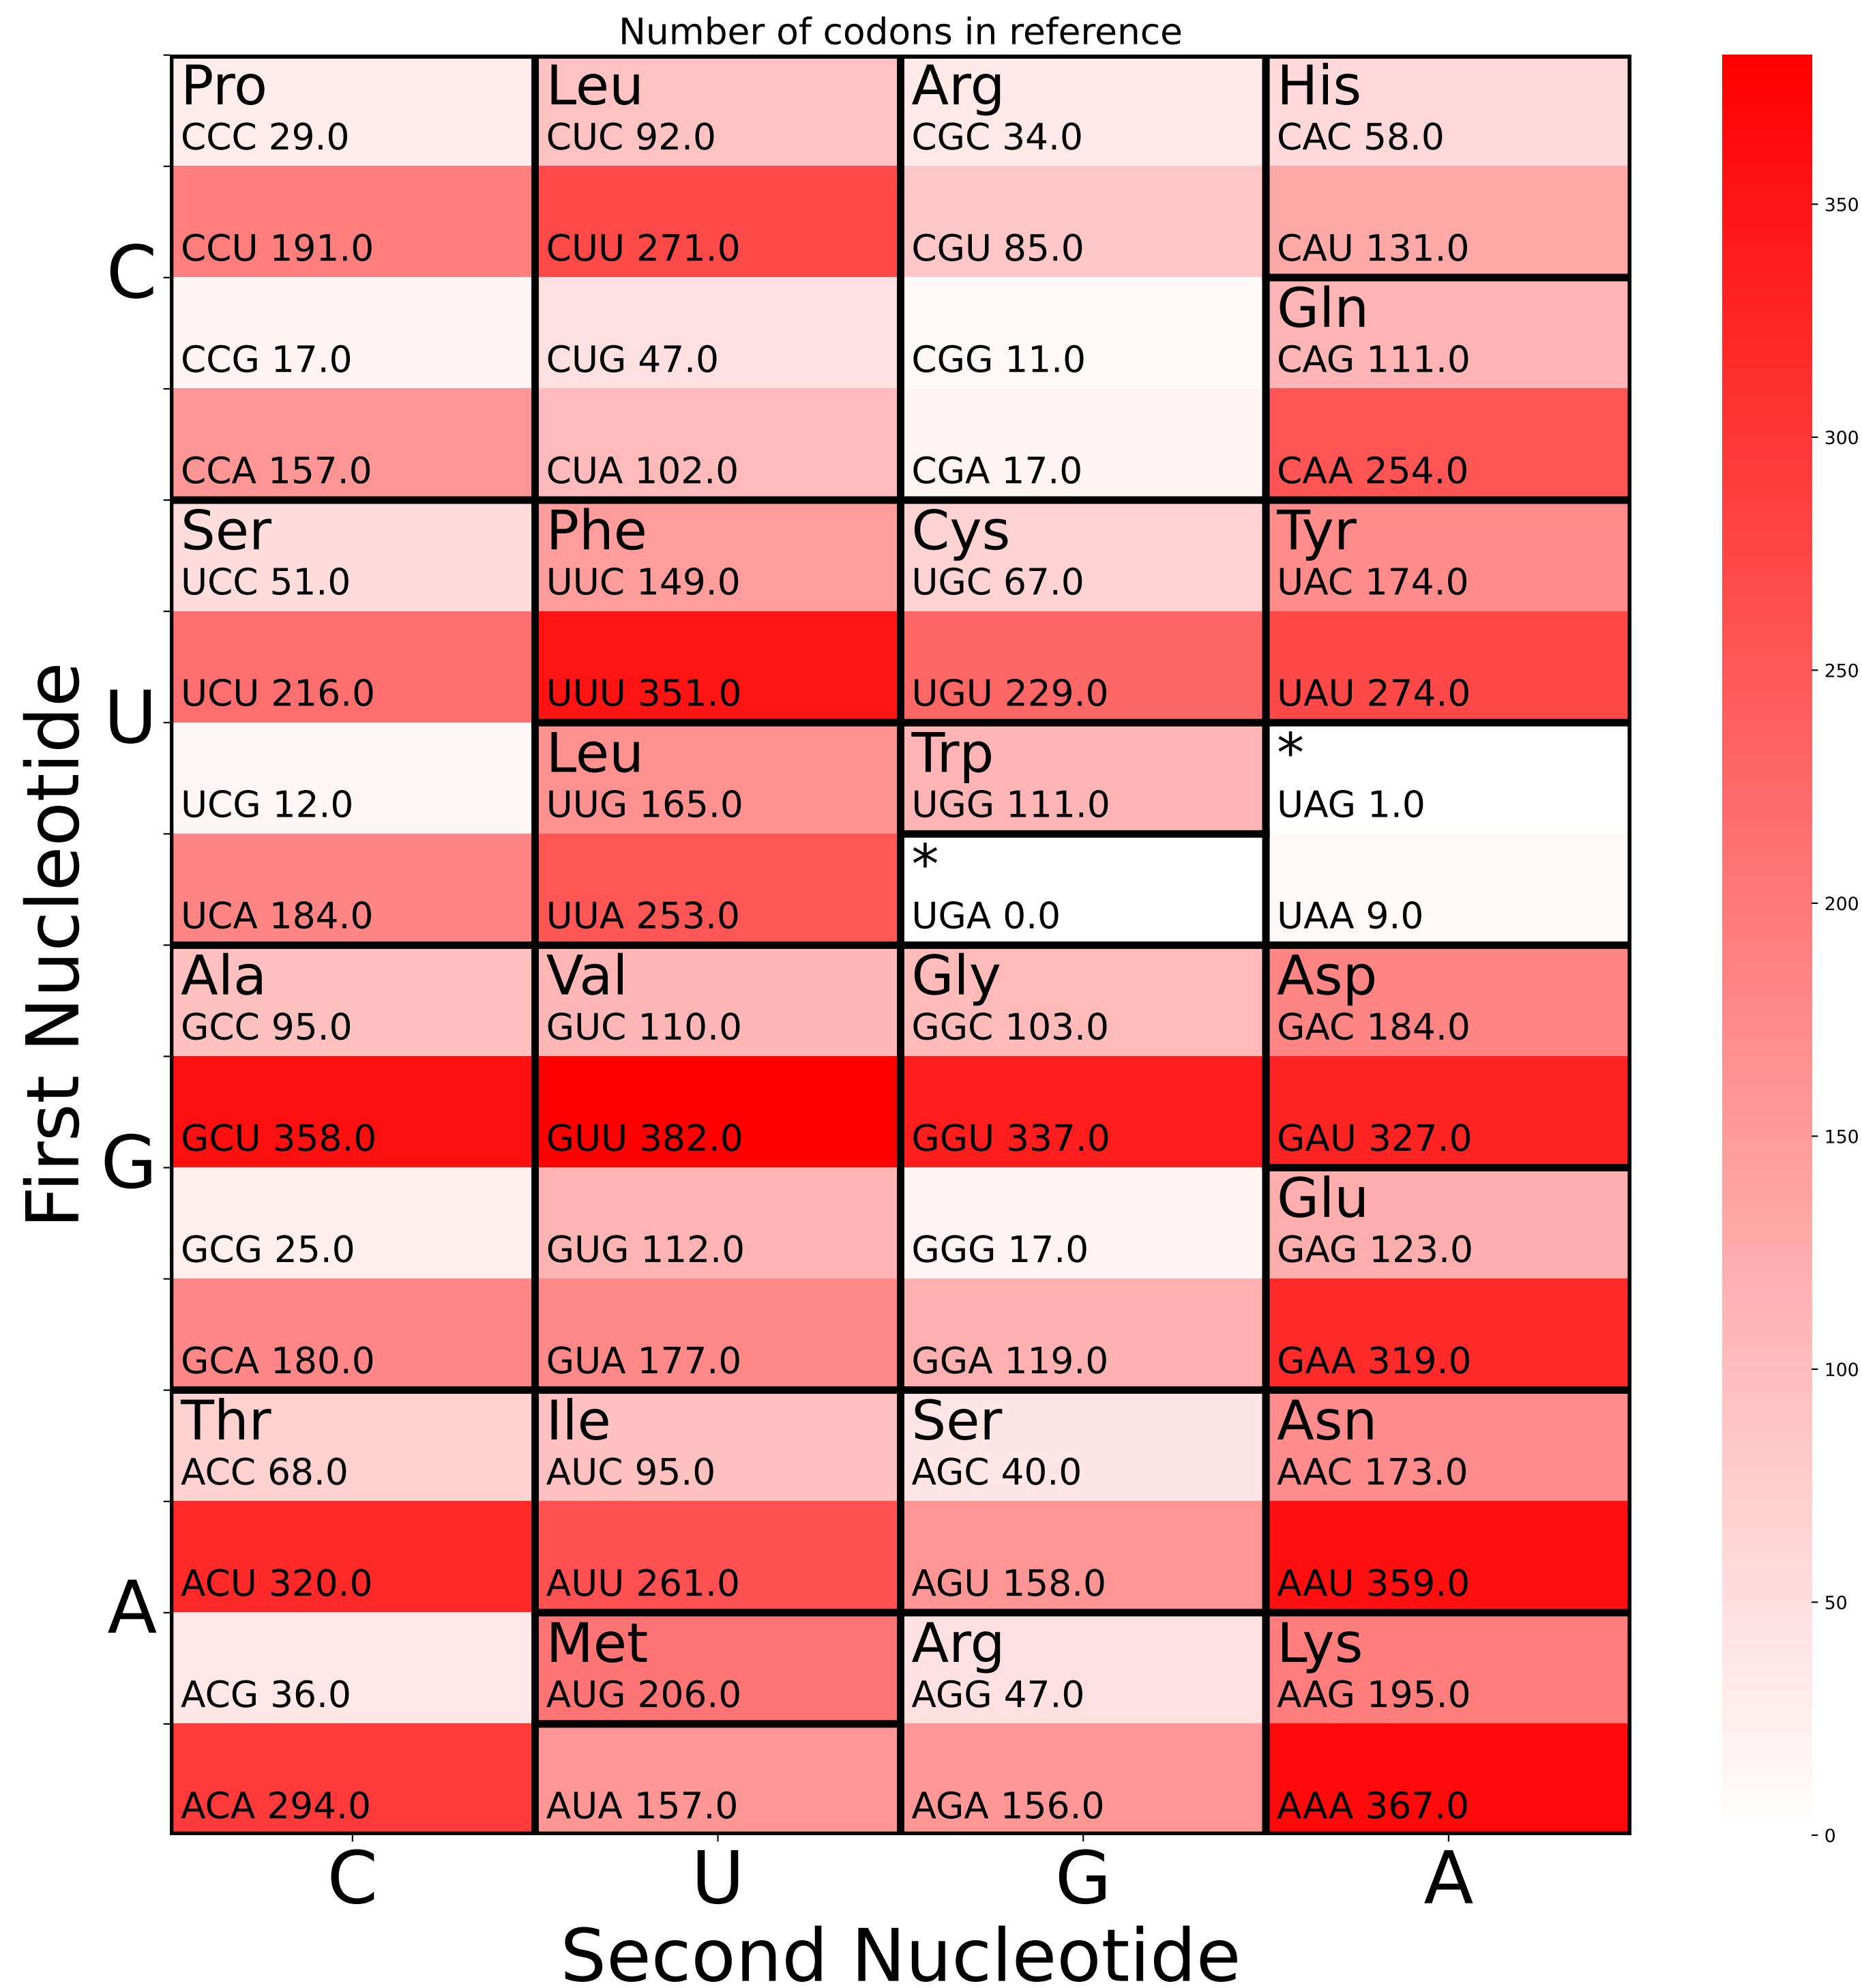 Number of codons in reference
First Nucleotide
C
Pro
CCC 29.0
CCU 191.0
CCG 17.0
CCA 157.0
Leu
CUC 92.0
CUU 271.0
CUG 47.0
CUA 102.0
Arg
CGC 34.0
CGU 85.0
CGG 11.0
CGA 17.0
His
CAC 58.0
CAU 131.0
Gln
CAG 111.0
CAA 254.0
U
Ser
UCC 51.0
UCU 216.0
UCG 12.0
UCA 184.0
Phe
UUC 149.0
UUU 351.0
Leu
UUG 165.0
UUA 253.0
Cys
UGC 67.0
UGU 229.0
Trp
UGG 111.0
*
UGA 0.0
Tyr
UAC 174.0
UAU 274.0
*
UAG 1.0
UAA 9.0
G
Ala
GCC 95.0
GCU 358.0
GCG 25.0
GCA 180.0
Val
GUC 110.0
GUU 382.0
GUG 112.0
GUA 177.0
Gly
GGC 103.0
GGU 337.0
GGG 17.0
GGA 119.0
Asp
GAC 184.0
GAU 327.0
Glu
GAG 123.0
GAA 319.0
A
Thr
ACC 68.0
ACU 320.0
ACG 36.0
ACA 294.0
Ile
AUC 95.0
AUU 261.0
Met
AUG 206.0
AUA 157.0
Ser
AGC 40.0
AGU 158.0
Arg
AGG 47.0
AGA 156.0
Asn
AAC 173.0
AAU 359.0
Lys
AAG 195.0
AAA 367.0
C U G A
Second Nucleotide
350
300
250
200
150
100
50
0